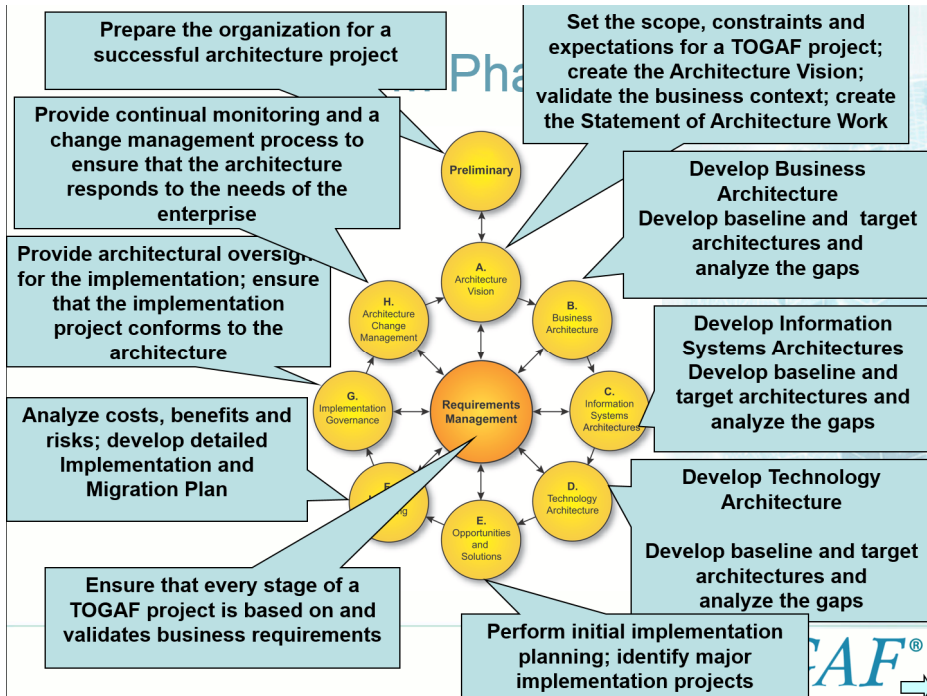 Prepare the organization for a
successful architecture project
Set the scope, constraints and
expectations for a TOGAF project;
create the Architecture Vision;
validate the business context; create
the Statement of Architecture Work
Provide continual monitoring and a
change management process to
ensure that the architecture
responds to the needs of the
enterprise
Preliminary
Develop Business
Architecture
Develop baseline and target
architectures and
analyze the gaps
Provide architectural oversight
for the implementation; ensure
that the implementation
project conforms to the
architecture
A.
Architecture
Vision
H.
Architecture
Change
Management
B.
Business
Architecture
Develop Information
Systems Architectures
Develop baseline and
target architectures and
analyze the gaps
G.
Implementation
Governance
Requirements
Management
C.
Information
Systems
Architectures
Analyze costs, benefits and
risks; develop detailed
Implementation and
Migration Plan
D.
Technology
Architecture
E.
Opportunities
and
Solutions
Develop Technology
Architecture
Develop baseline and target
architectures and
analyze the gaps
Ensure that every stage of a
TOGAF project is based on and
validates business requirements
Perform initial implementation
planning; identify major
implementation projects